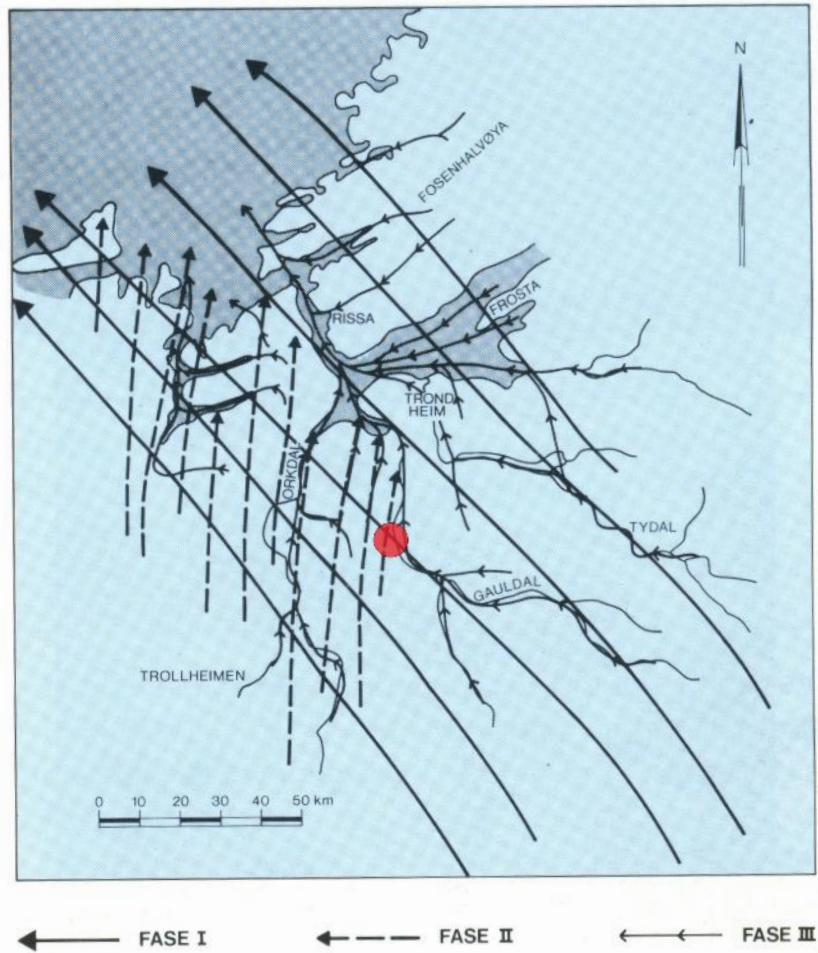 N
FOSENHALVØYA
FROSTA
RISSA
TROND
HEIM
ORKDAL
TYDAL
GAULDAL
TROLLHEIMEN
0 10 20 30 40 50 km
FASE I
FASE II
FASE III